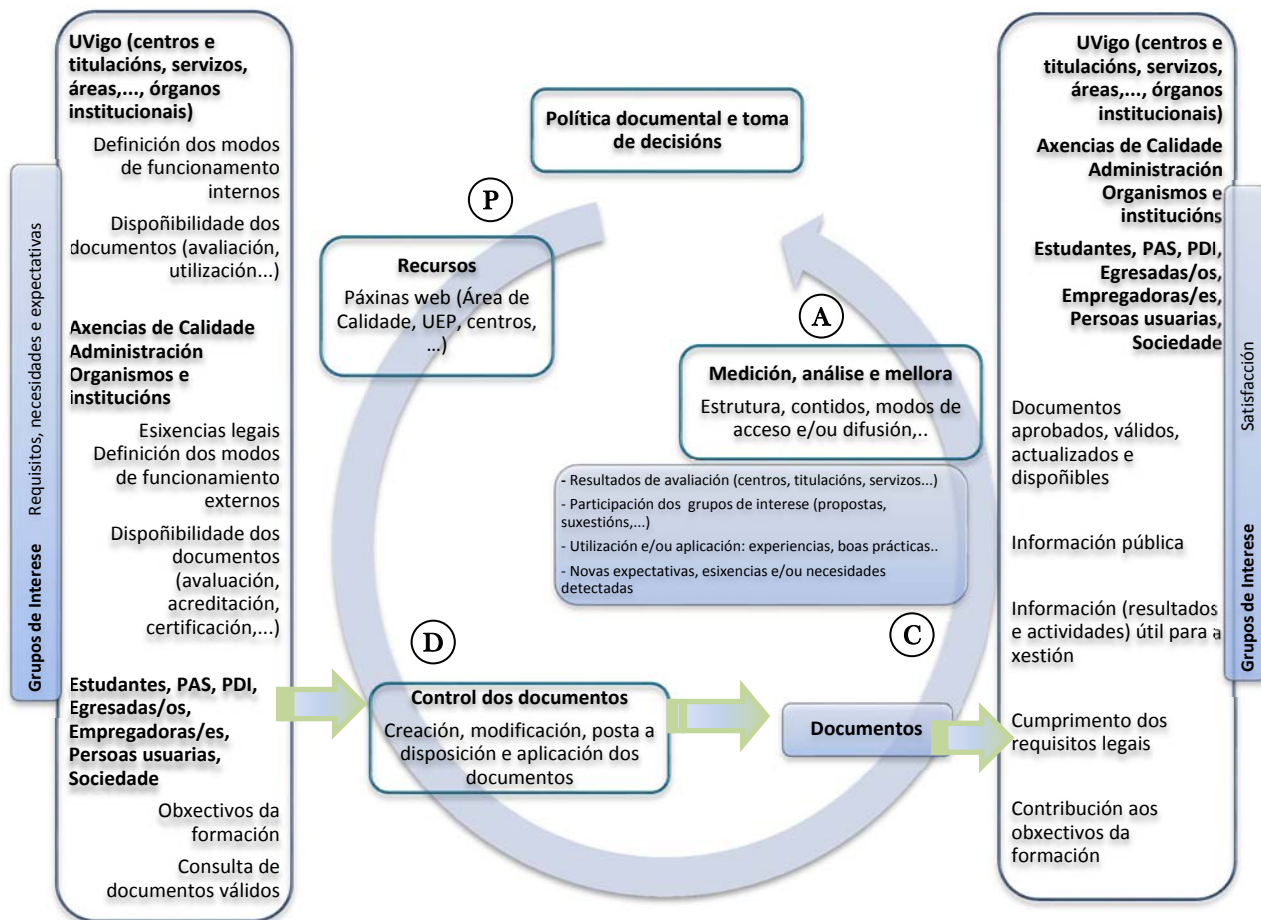 Grupos de Interese    Requisitos, necesidades e expectativas
UVigo (centros e
titulacións, servizos,
áreas,..., órganos
institucionais)
Definición dos modos
de funcionamento
internos
Dispoñibilidade dos
documentos (avaliación,
utilización...)
Axencias de Calidade
Administración
Organismos e
institucións
Esixencias legais
Definición dos modos
de funcionamiento
externos
Dispoñibilidade dos
documentos
(avaluación,
acreditación,
certificación,...)
Estudantes, PAS, PDI,
Egresadas/os,
Empregadoras/es,
Persoas usuarias,
Sociedade
Obxectivos da
formación
Consulta de
documentos válidos
Política documental e toma
de decisións
P
Recursos
Páxinas web (Área de
Calidade, UEP, centros,
...)
A
Medición, análise e mellora
Estrutura, contidos, modos de
acceso e/ou difusión,..
- Resultados de avaliación (centros, titulacións, servizos...)
- Participación dos grupos de interese (propostas,
suxestións,...)
- Utilización e/ou aplicación: experiencias, boas prácticas..
- Novas expectativas, esixencias e/ou necesidades
detectadas
D
Control dos documentos
Creación, modificación, posta a
disposición e aplicación dos
documentos
C
Documentos
UVigo (centros e
titulacións, servizos,
áreas,..., órganos
institucionais)
Axencias de Calidade
Administración
Organismos e
institucións
Estudantes, PAS, PDI,
Egresadas/os,
Empregadoras/es,
Persoas usuarias,
Sociedade
Documentos
aprobados, válidos,
actualizados e
dispoñibles
Información pública
Información (resultados
e actividades) útil para a
xestión
Cumprimento dos
requisitos legais
Contribución aos
obxectivos da
formación
Grupos de Interese    Satisfacción